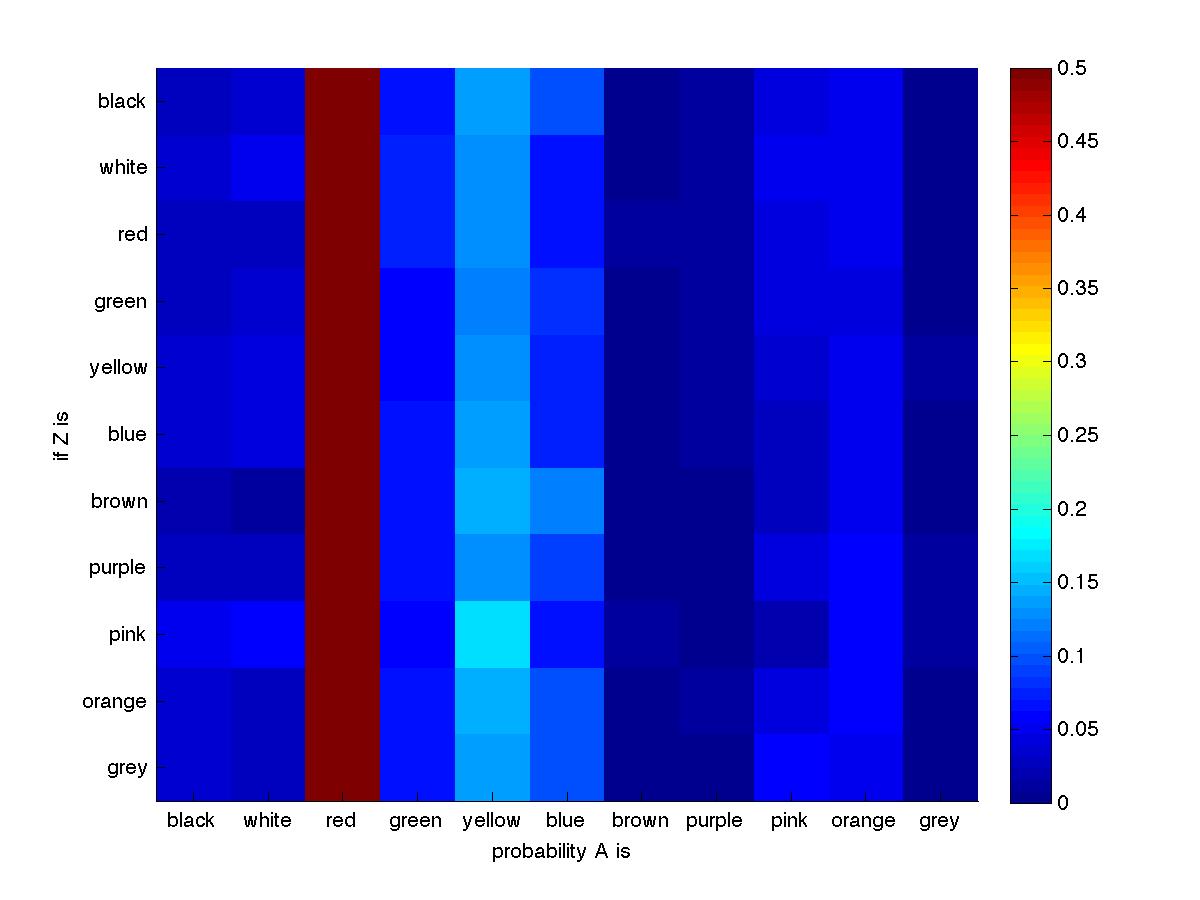 black
white
red
green
yellow
blue
brown
purple
pink
orange
grey
if Z is
black white red green yellow blue brown purple pink orange grey
probability A is
0.5
0.45
0.4
0.35
0.3
0.25
0.2
0.15
0.1
0.05
0